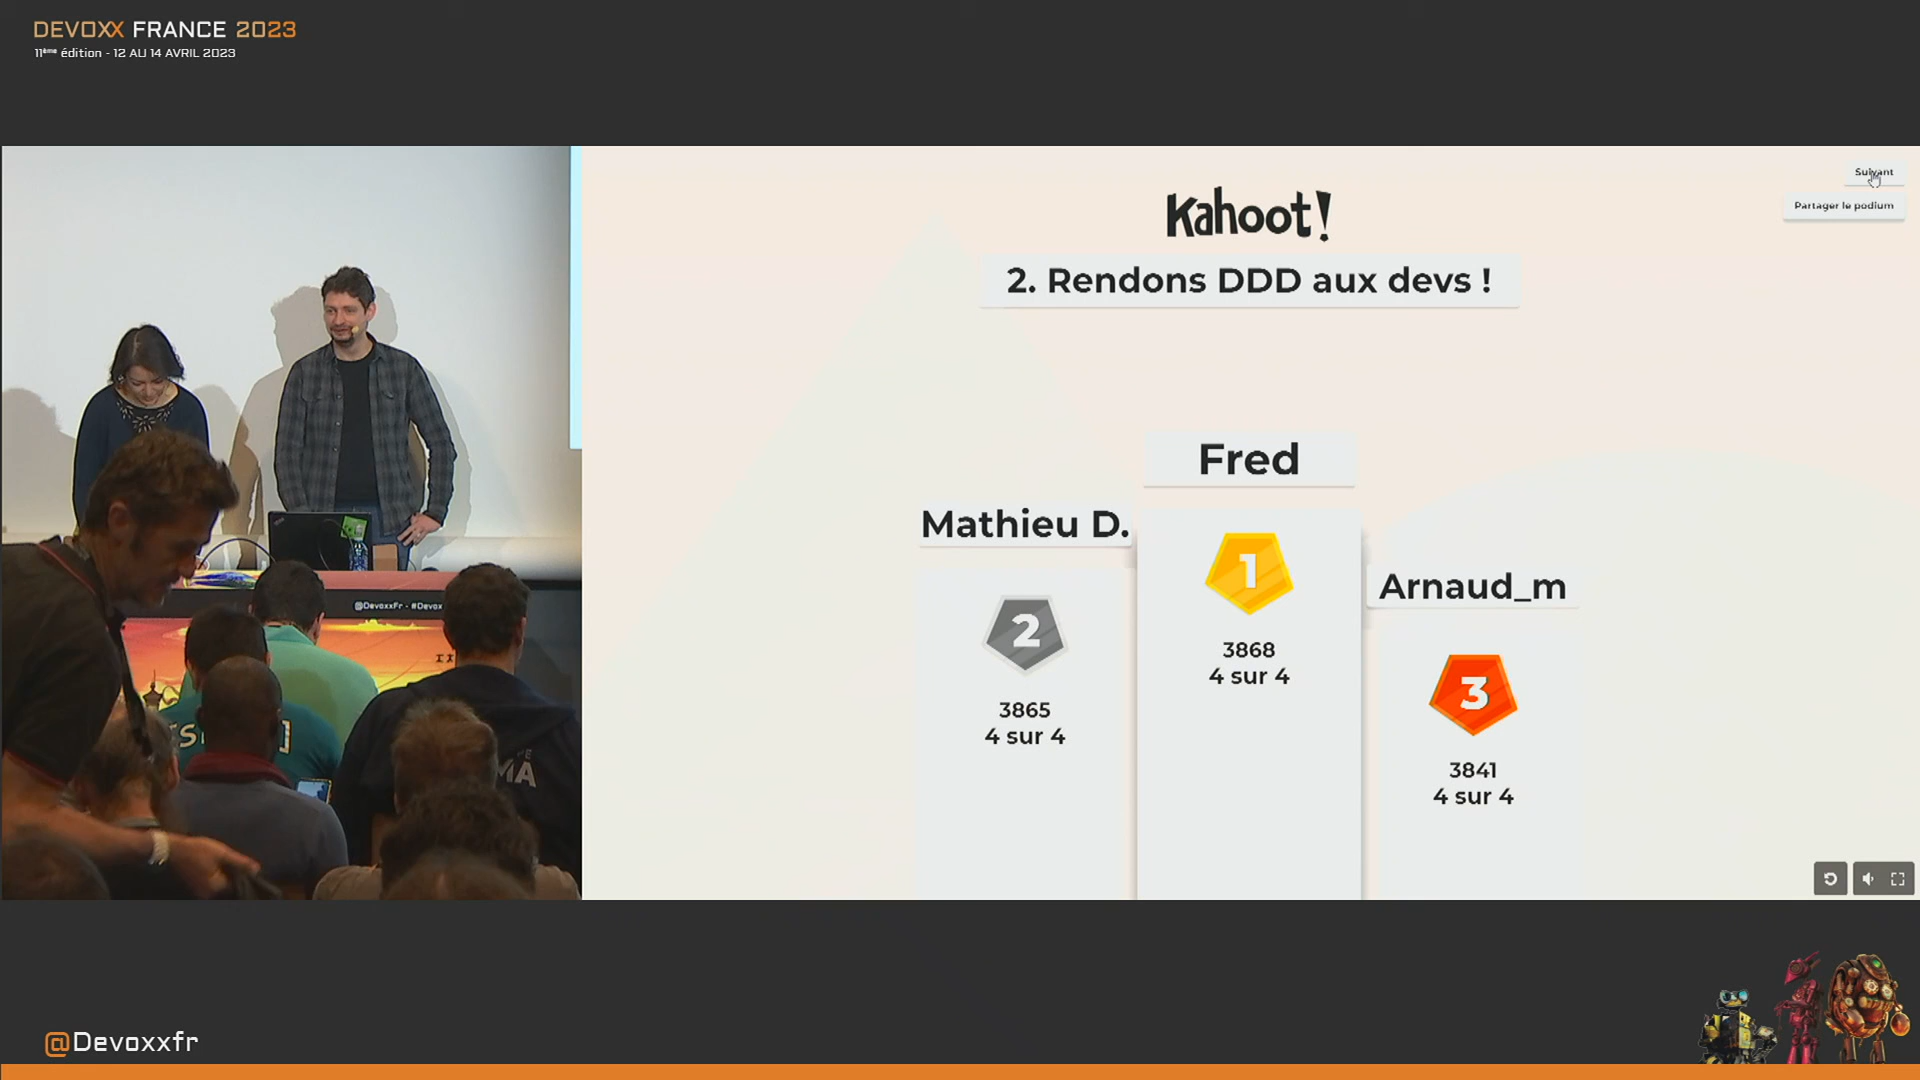 DEVOXX FRANCE 2023
11ème édition - 12 AU 14 AVRIL 2023
Suivant
Partager le podium
Kahoot!
2. Rendons DDD aux devs !
Fred
Mathieu D.
Arnaud_m
1
3868
4 sur 4
2
3865
4 sur 4
3
3841
4 sur 4
@DevoxxFr - #Devox
@Devoxxfr